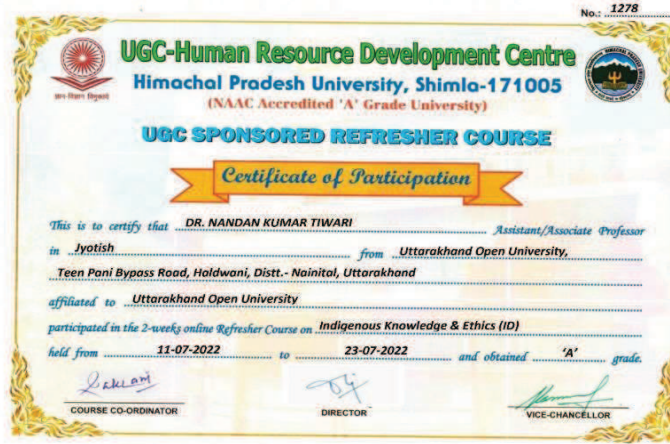 No.: 1278
UGC-Human Resource Development Centre
Himachal Pradesh University, Shimla-171005
(NAAC Accredited 'A' Grade University)
ज्ञान-विज्ञान विमुक्तये
UGC SPONSORED REFRESHER COURSE
Certificate of Participation
This is to certify that DR. NANDAN KUMAR TIWARI Assistant/Associate Professor
in Jyotish from Uttarakhand Open University,
Teen Pani Bypass Road, Haldwani, Distt.- Nainital, Uttarakhand
affiliated to Uttarakhand Open University
participated in the 2-weeks online Refresher Course on Indigenous Knowledge & Ethics (ID)
held from 11-07-2022 to 23-07-2022 and obtained 'A' grade.
COURSE CO-ORDINATOR
DIRECTOR
VICE-CHANCELLOR